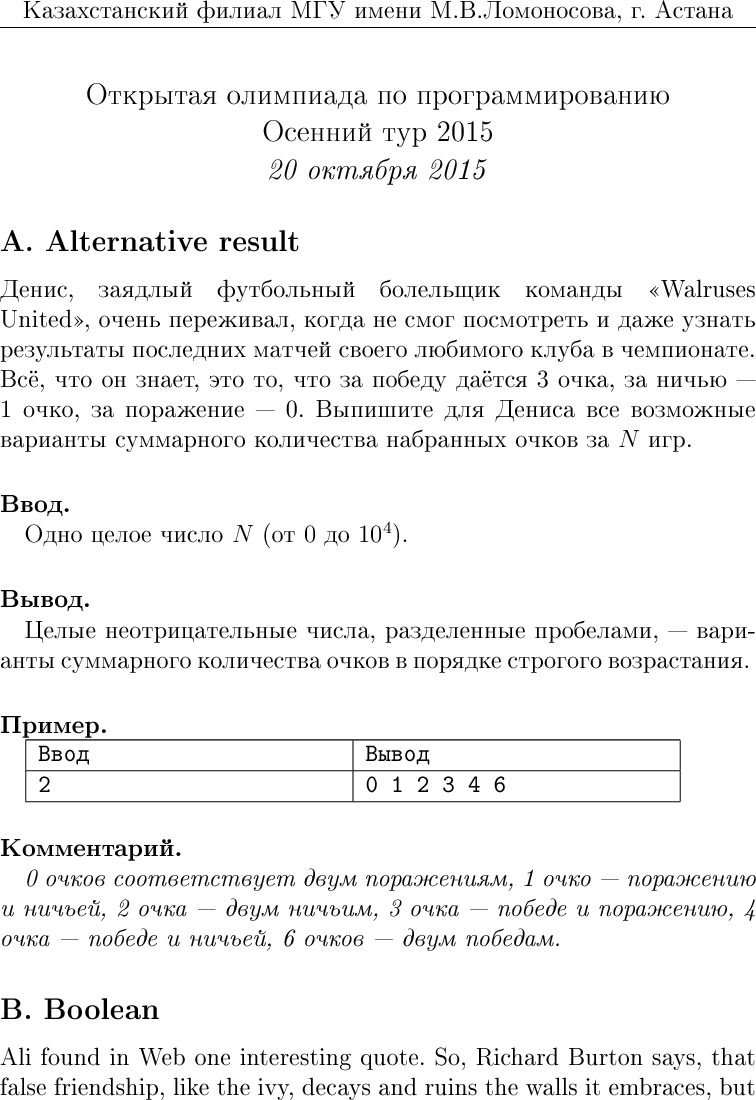 Казахстанский филиал МГУ имени М.В.Ломоносова, г. Астана
Открытая олимпиада по программированию
Осенний тур 2015
20 октября 2015
A. Alternative result
Денис, заядлый футбольный болельщик команды «Walruses
United», очень переживал, когда не смог посмотреть и даже узнать
результаты последних матчей своего любимого клуба в чемпионате.
Всё, что он знает, это то, что за победу даётся 3 очка, за ничью —
1 очко, за поражение — 0. Выпишите для Дениса все возможные
варианты суммарного количества набранных очков за N игр.
Ввод.
Одно целое число N (от 0 до 10⁴).
Вывод.
Целые неотрицательные числа, разделенные пробелами, — вари-
анты суммарного количества очков в порядке строгого возрастания.
Пример.
Ввод Вывод
2 0 1 2 3 4 6
Комментарий.
0 очков соответствует двум поражениям, 1 очко — поражению
и ничьей, 2 очка — двум ничьим, 3 очка — победе и поражению, 4
очка — победе и ничьей, 6 очков — двум победам.
B. Boolean
Ali found in Web one interesting quote. So, Richard Burton says, that
false friendship, like the ivy, decays and ruins the walls it embraces, but